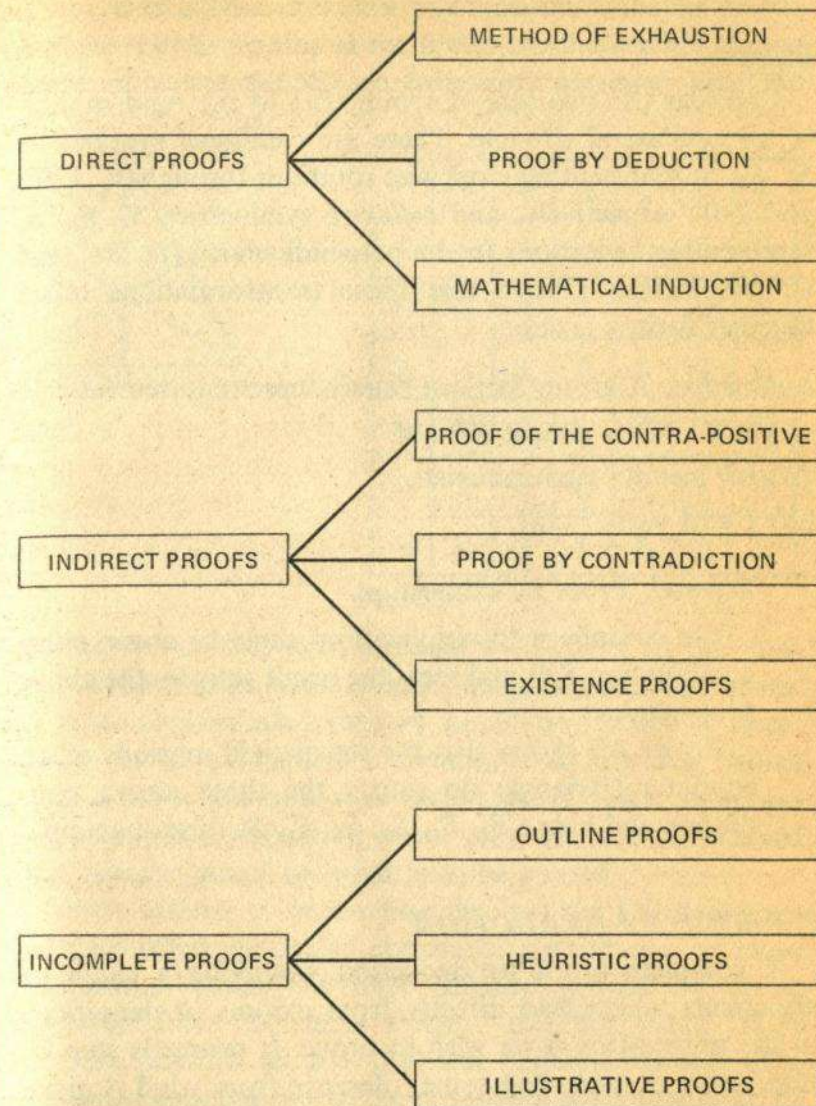 METHOD OF EXHAUSTION
DIRECT PROOFS
PROOF BY DEDUCTION
MATHEMATICAL INDUCTION
PROOF OF THE CONTRA-POSITIVE
INDIRECT PROOFS
PROOF BY CONTRADICTION
EXISTENCE PROOFS
OUTLINE PROOFS
INCOMPLETE PROOFS
HEURISTIC PROOFS
ILLUSTRATIVE PROOFS